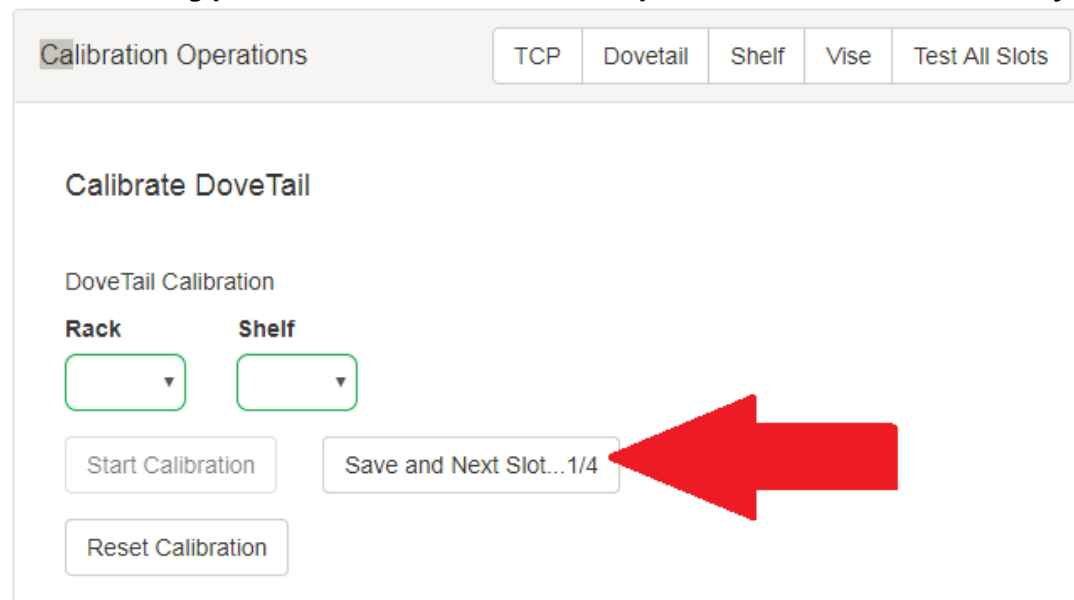 Calibration Operations
TCP
Dovetail
Shelf
Vise
Test All Slots
Calibrate DoveTail
DoveTail Calibration
Rack
Shelf
Start Calibration
Save and Next Slot...1/4
Reset Calibration